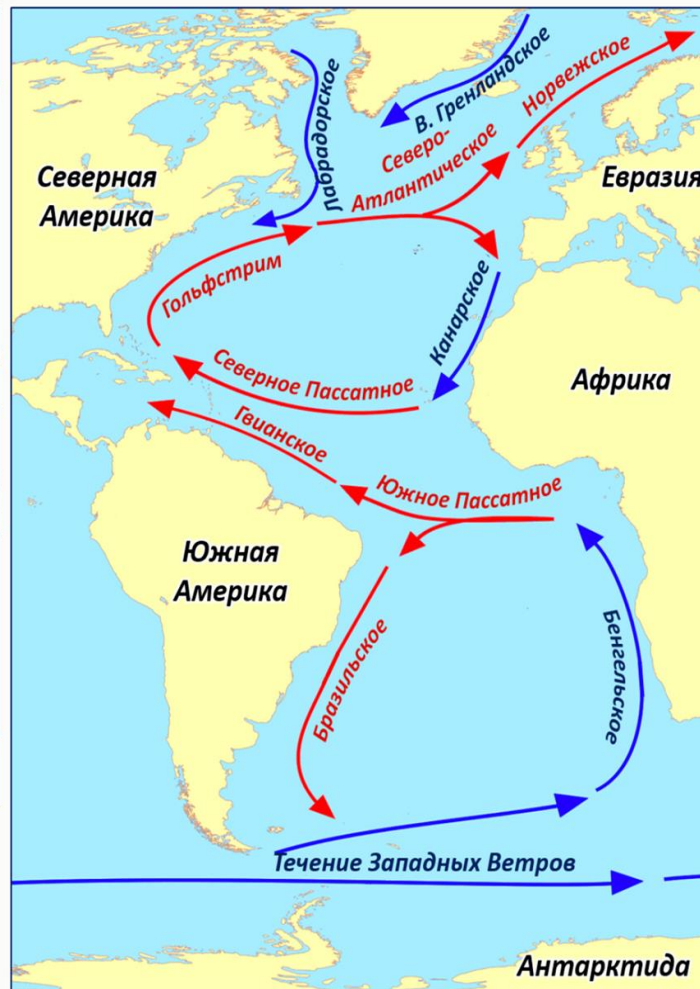 В. Гренландское
Норвежское
Лабрадорское
Северо-
Атлантическое
Северная
Америка
Евразия
Гольфстрим
Канарское
Северное Пассатное
Африка
Гвианское
Южное Пассатное
Южная
Америка
Бразильское
Бенгельское
Течение Западных Ветров
Антарктида